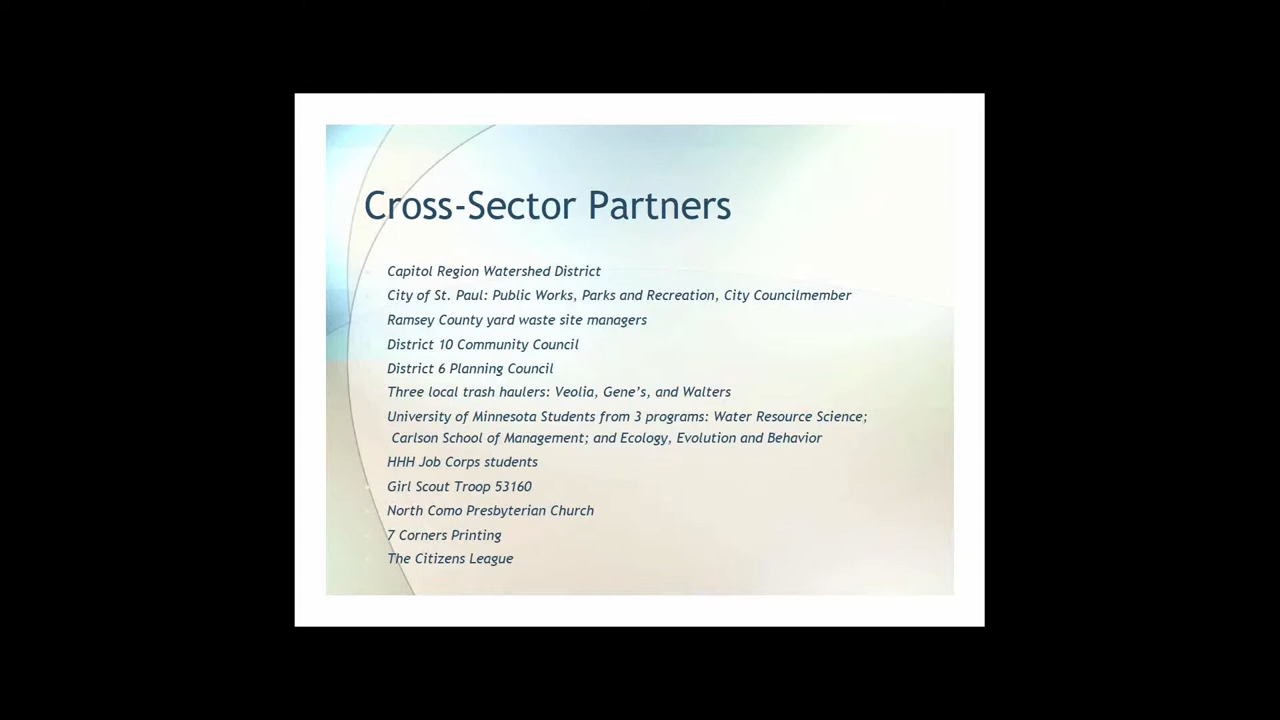 Cross-Sector Partners
Capitol Region Watershed District
City of St. Paul: Public Works, Parks and Recreation, City Councilmember
Ramsey County yard waste site managers
District 10 Community Council
District 6 Planning Council
Three local trash haulers: Veolia, Gene’s, and Walters
University of Minnesota Students from 3 programs: Water Resource Science;
Carlson School of Management; and Ecology, Evolution and Behavior
HHH Job Corps students
Girl Scout Troop 53160
North Como Presbyterian Church
7 Corners Printing
The Citizens League